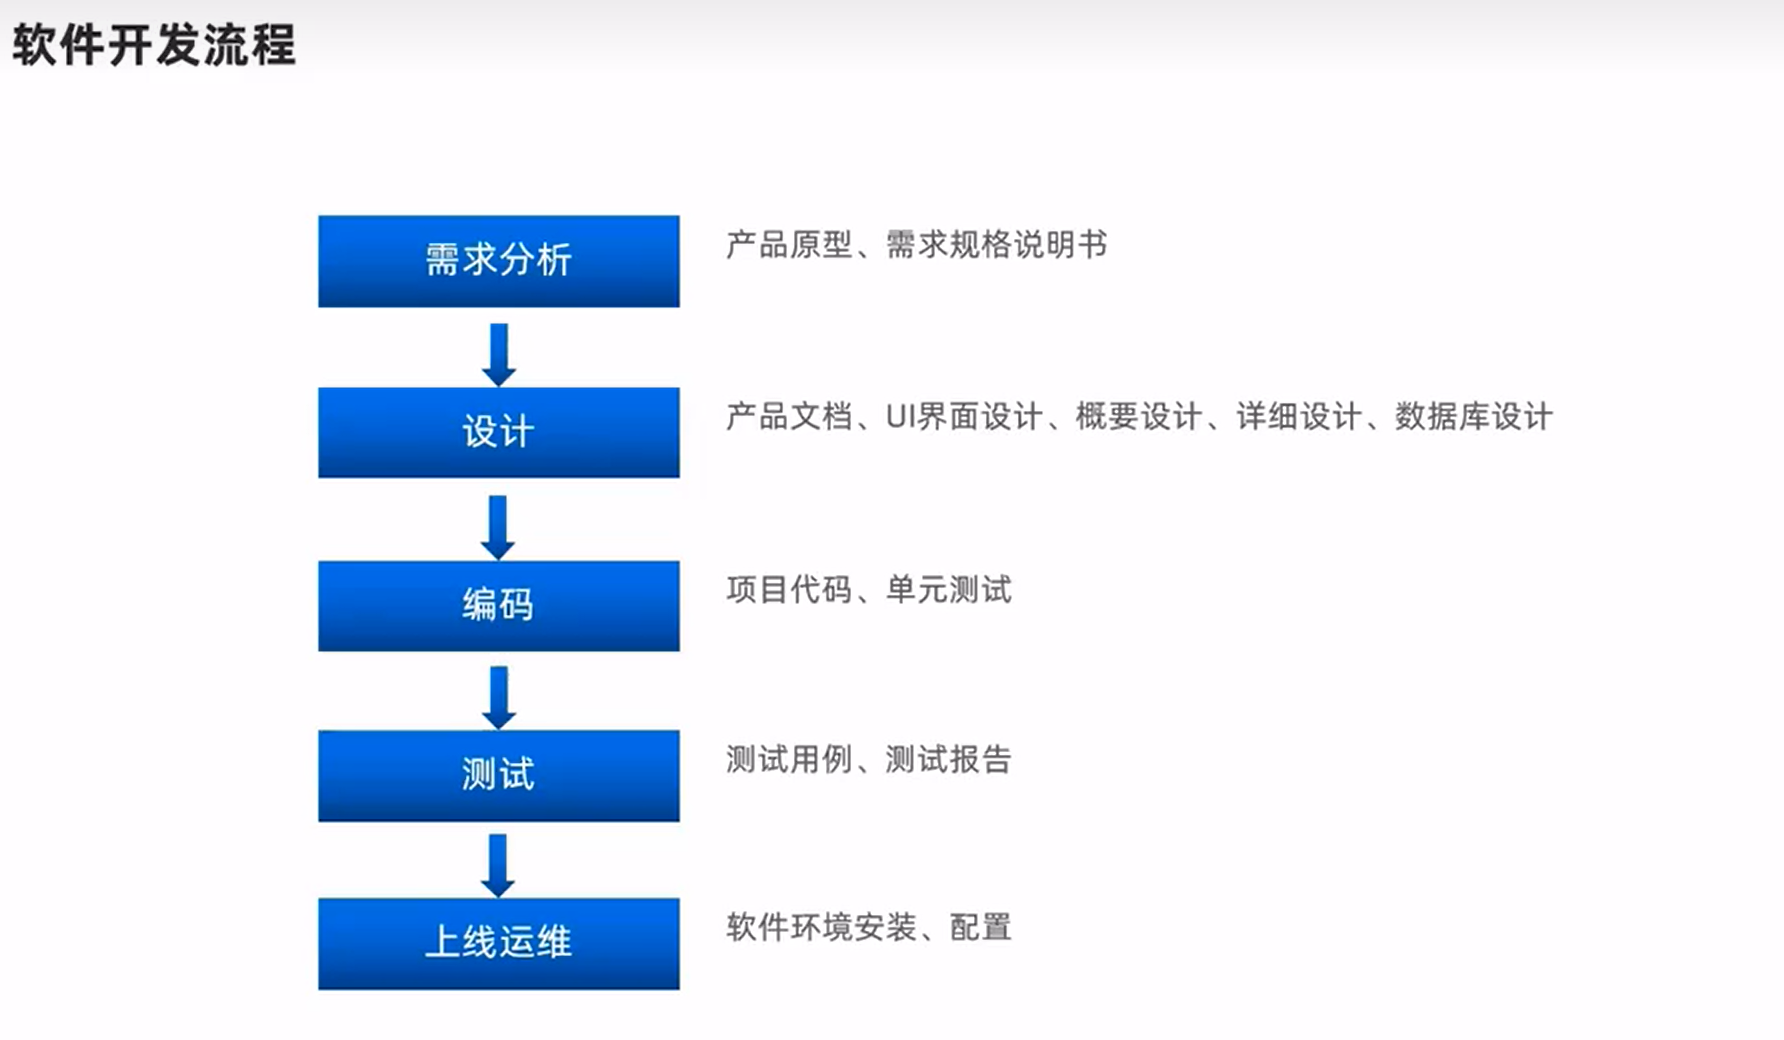 软件开发流程
需求分析
产品原型、需求规格说明书
设计
产品文档、UI界面设计、概要设计、详细设计、数据库设计
编码
项目代码、单元测试
测试
测试用例、测试报告
上线运维
软件环境安装、配置